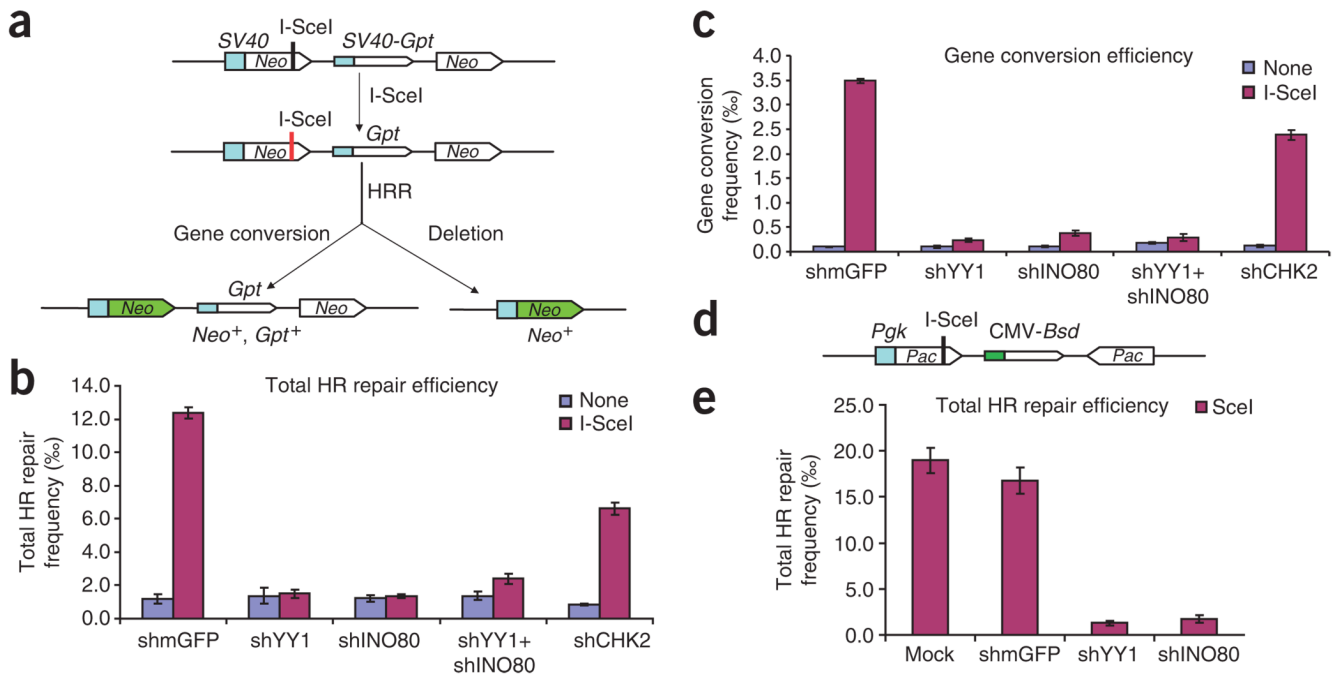 a
I-SceI
SV40
SV40-Gpt
Neo
Neo
I-SceI
I-SceI
Gpt
Neo
Neo
HRR
Gene conversion
Deletion
Gpt
Neo
Neo
Neo
Neo+, Gpt+
Neo+
b
Total HR repair efficiency
14.0
12.0
10.0
8.0
6.0
4.0
2.0
0.0
Total HR repair
frequency (‰)
None
I-SceI
shmGFP
shYY1
shINO80
shYY1+
shINO80
shCHK2
c
Gene conversion efficiency
4.0
3.5
3.0
2.5
2.0
1.5
1.0
0.5
0.0
Gene conversion
frequency (‰)
None
I-SceI
shmGFP
shYY1
shINO80
shYY1+
shINO80
shCHK2
d
I-SceI
Pgk
CMV-Bsd
Pac
Pac
e
Total HR repair efficiency
SceI
25.0
20.0
15.0
10.0
5.0
0.0
Total HR repair
frequency (‰)
Mock
shmGFP
shYY1
shINO80